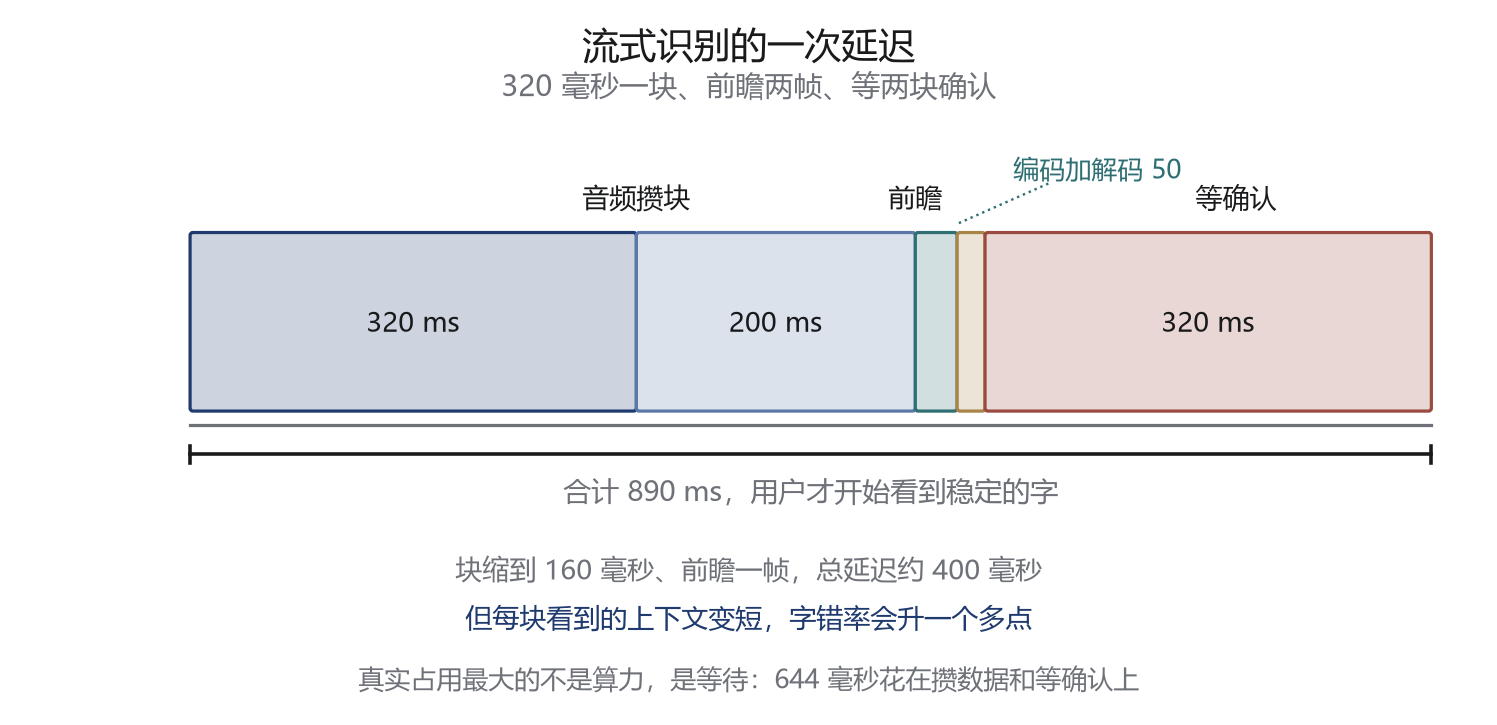 流式识别的一次延迟
320 毫秒一块、前瞻两帧、等两块确认
编码加解码 50
音频攒块
前瞻
等确认
320 ms
200 ms
320 ms
合计 890 ms，用户才开始看到稳定的字
块缩到 160 毫秒、前瞻一帧，总延迟约 400 毫秒
但每块看到的上下文变短，字错率会升一个多点
真实占用最大的不是算力，是等待：644 毫秒花在攒数据和等确认上